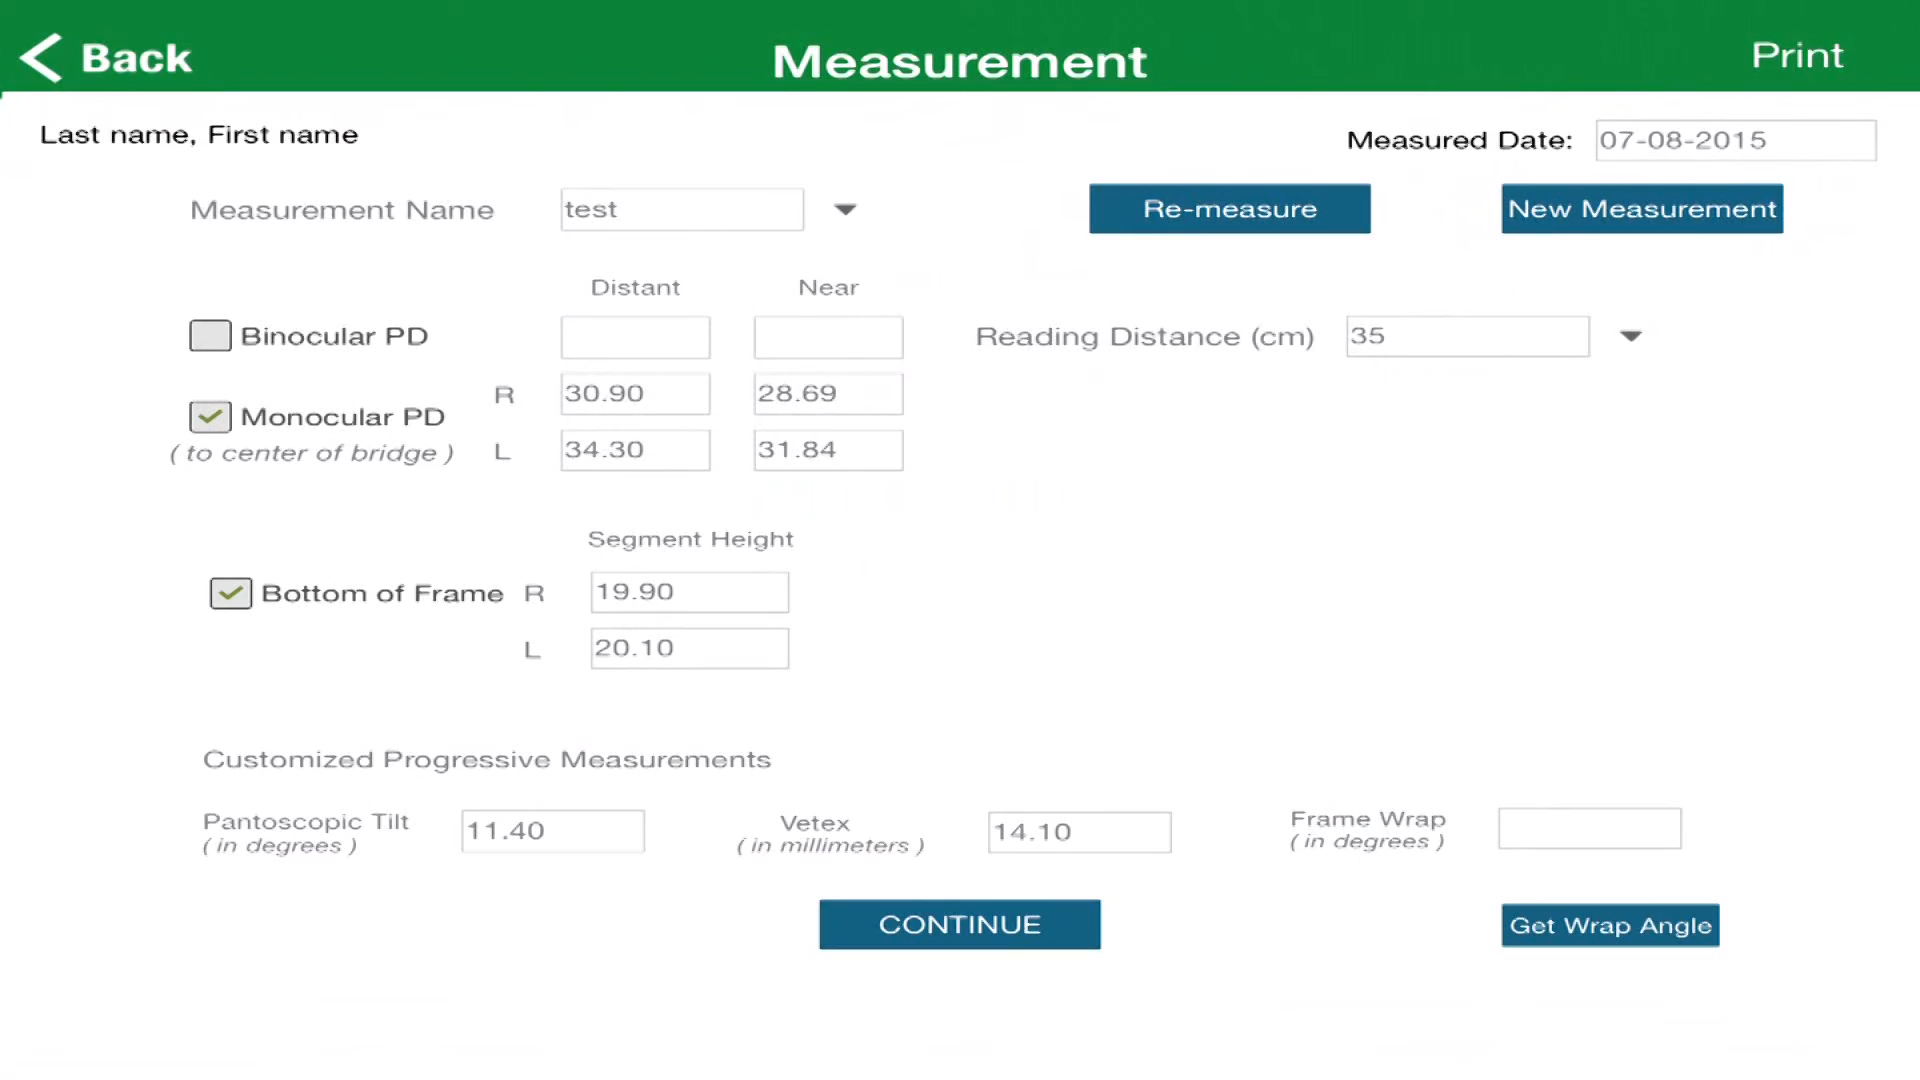 Back Measurement Print
Last name, First name
Measured Date: 07-08-2015
Measurement Name test Re-measure New Measurement
Distant Near
Binocular PD Reading Distance (cm) 35
R 30.90 28.69
Monocular PD
(to center of bridge) L 34.30 31.84
Segment Height
Bottom of Frame R 19.90
L 20.10
Customized Progressive Measurements
Pantoscopic Tilt 11.40 Vetex 14.10 Frame Wrap
(in degrees) (in millimeters) (in degrees)
CONTINUE Get Wrap Angle